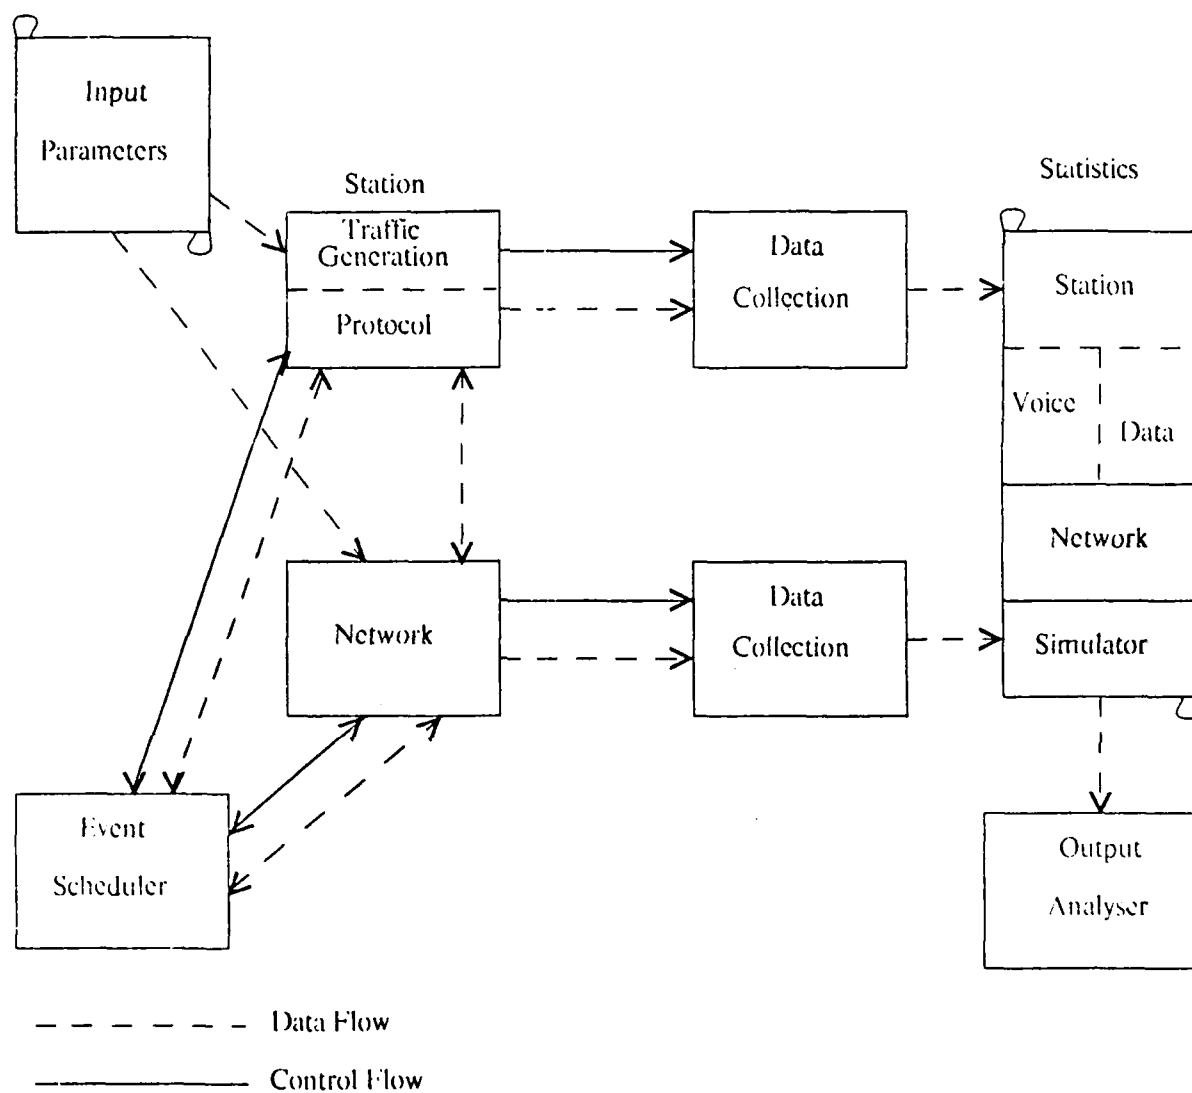 Input
Parameters
Station
Traffic
Generation
Protocol
Data
Collection
Statistics
Station
Voice
Data
Network
Simulator
Network
Data
Collection
Event
Scheduler
Output
Analyser
Data Flow
Control Flow